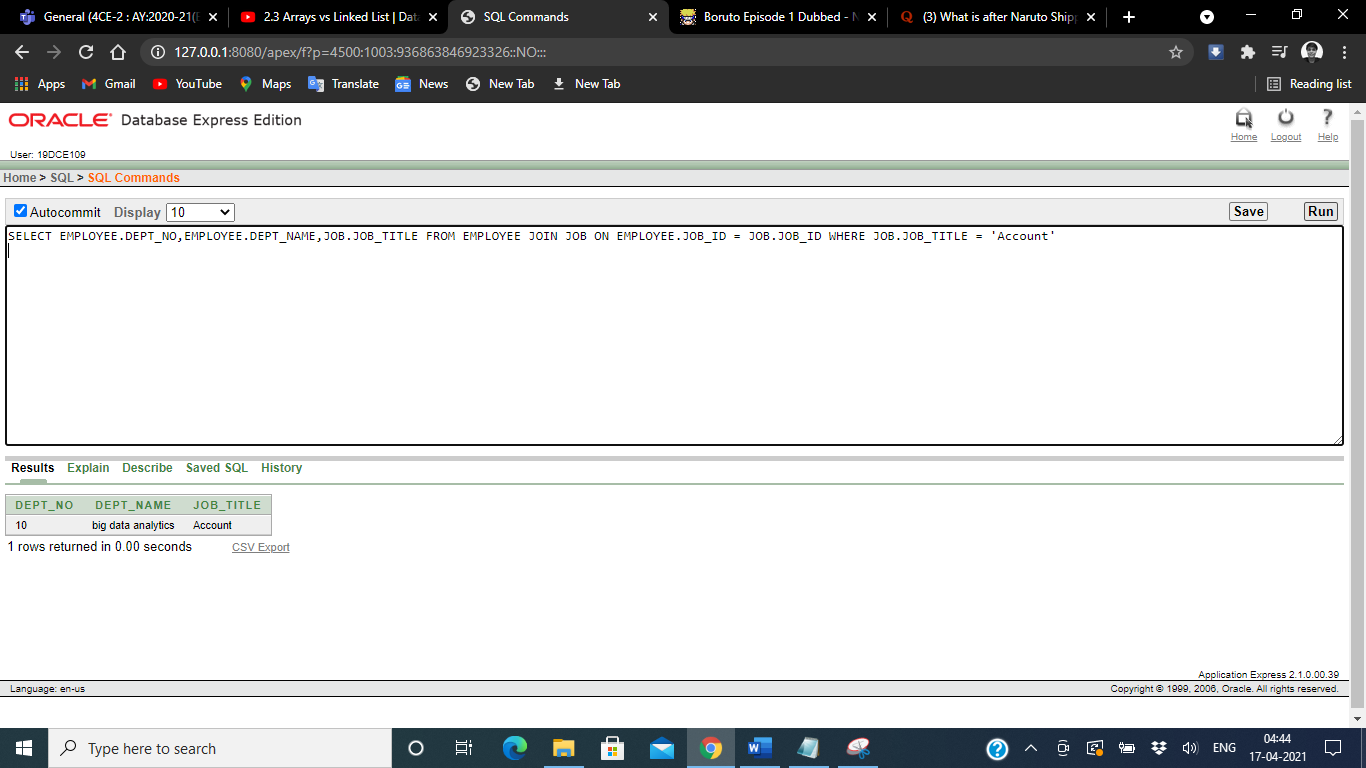 General (4CE-2 : AY:2020-21(E
2.3 Arrays vs Linked List | Data
SQL Commands
Boruto Episode 1 Dubbed - N
(3) What is after Naruto Ship
127.0.0.1:8080/apex/f?p=4500:1003:936863846923326::NO:::
Apps Gmail YouTube Maps Translate News New Tab New Tab Reading list
ORACLE Database Express Edition
Home Logout Help
User: 19DCE109
Home > SQL > SQL Commands
Autocommit Display 10 Save Run
SELECT EMPLOYEE.DEPT_NO,EMPLOYEE.DEPT_NAME,JOB.JOB_TITLE FROM EMPLOYEE JOIN JOB ON EMPLOYEE.JOB_ID = JOB.JOB_ID WHERE JOB.JOB_TITLE = 'Account'
Results Explain Describe Saved SQL History
DEPT_NO DEPT_NAME JOB_TITLE
10 big data analytics Account
1 rows returned in 0.00 seconds CSV Export
Application Express 2.1.0.00.39
Language: en-us Copyright © 1999, 2006, Oracle. All rights reserved.
Type here to search
ENG
04:44
17-04-2021